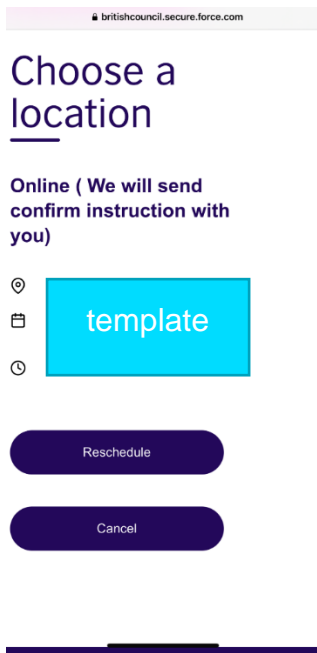 britishcouncil.secure.force.com
Choose a
location
Online ( We will send
confirm instruction with
you)
template
Reschedule
Cancel